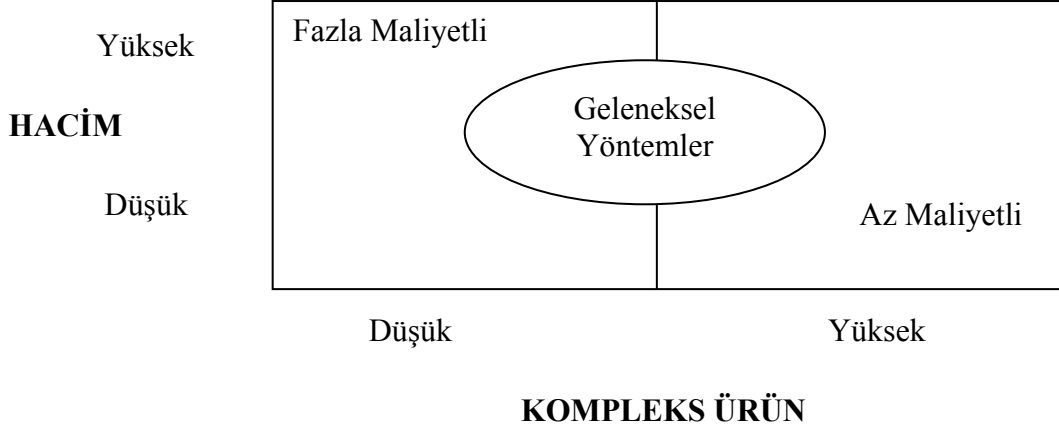 Yüksek
Fazla Maliyetli
HACİM
Geleneksel
Yöntemler
Düşük
Az Maliyetli
Düşük
Yüksek
KOMPLEKS ÜRÜN